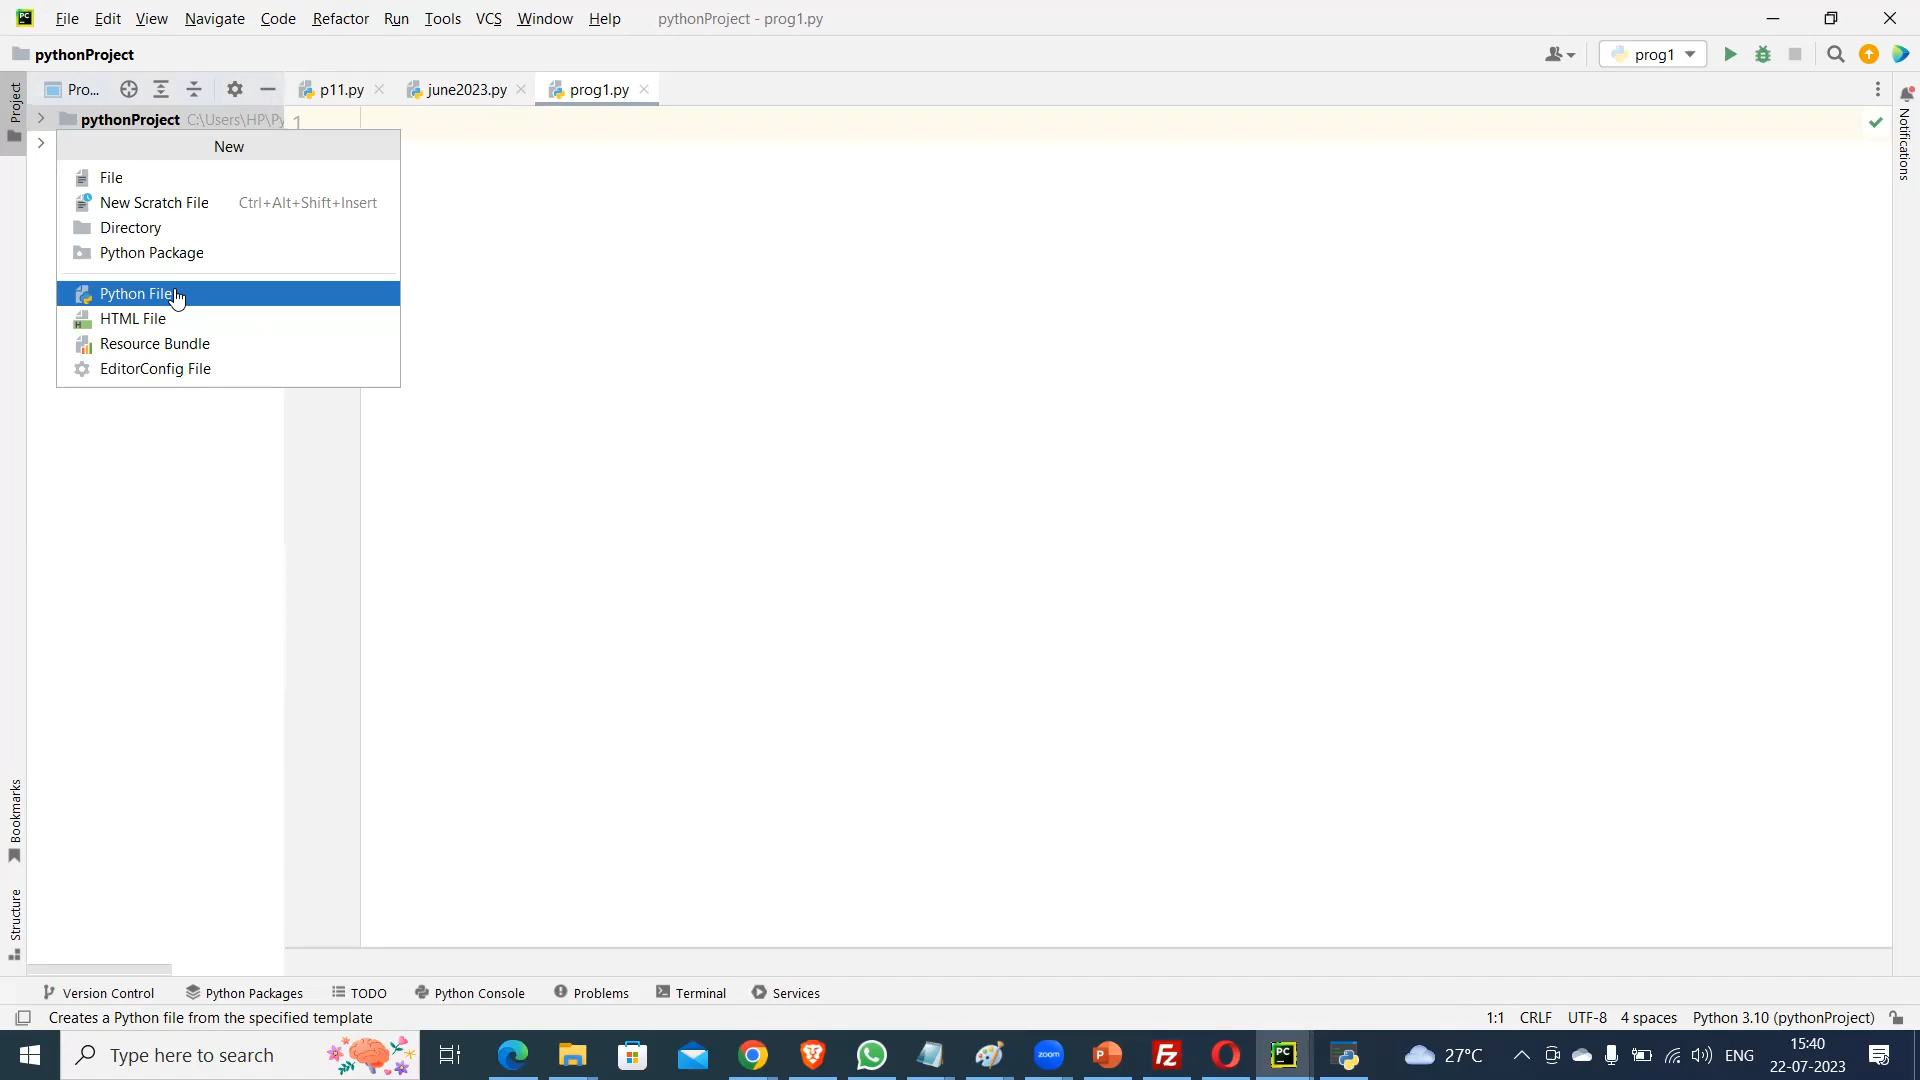 PC File Edit View Navigate Code Refactor Run Tools VCS Window Help pythonProject - prog1.py
pythonProject prog1
Project Pro... p11.py june2023.py prog1.py
pythonProject C:\Users\HP\Py 1
New
File
New Scratch File Ctrl+Alt+Shift+Insert
Directory
Python Package
Python File
HTML File
Resource Bundle
EditorConfig File
Notifications
Bookmarks
Structure
Version Control Python Packages TODO Python Console Problems Terminal Services
Creates a Python file from the specified template 1:1 CRLF UTF-8 4 spaces Python 3.10 (pythonProject)
Type here to search zoom P Fz PC 27°C ENG 15:40
22-07-2023